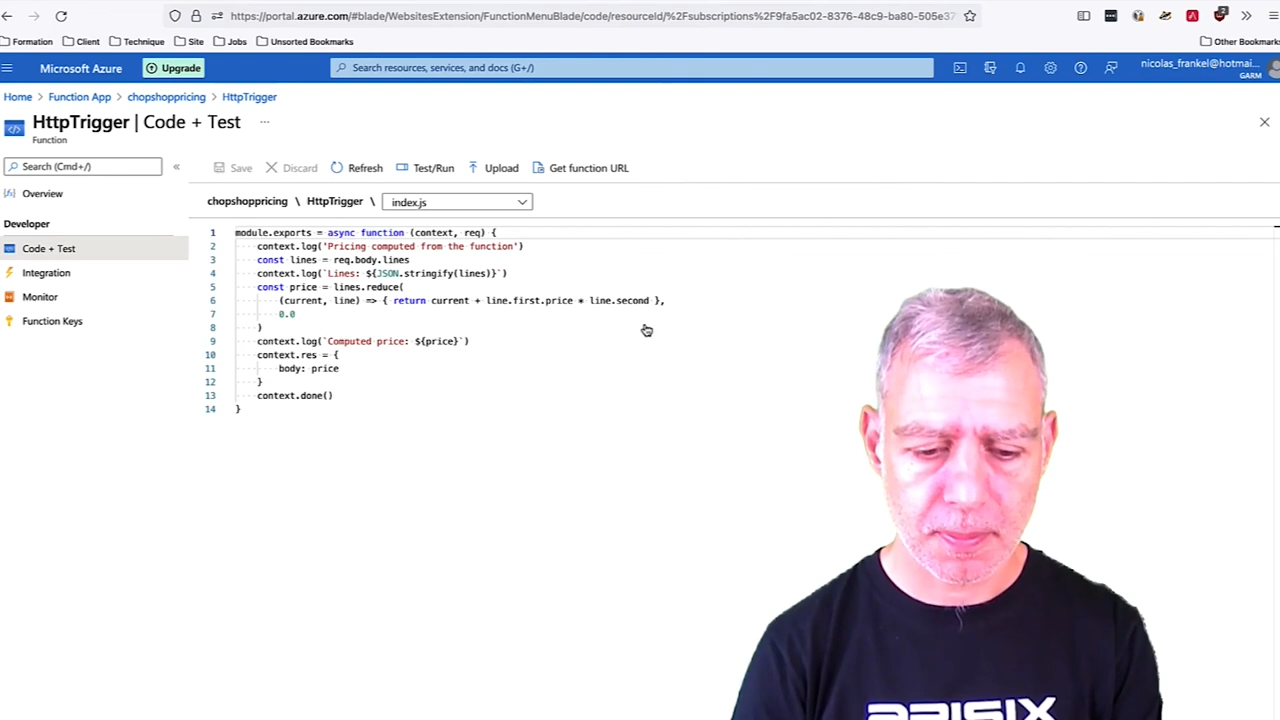 https://portal.azure.com/#blade/WebsitesExtension/FunctionMenuBlade/code/resourceId/%2Fsubscriptions%2F9fa5ac02-8376-48c9-ba80-505e37
2
Formation Client Technique Site Jobs Unsorted Bookmarks Other Bookmarks
Microsoft Azure Upgrade Search resources, services, and docs (G+/) nicolas_frankel@hotmai...
GARM
Home Function App chopshoppricing HttpTrigger
HttpTrigger | Code + Test ...
Function
Search (Cmd+/) « Save Discard Refresh Test/Run Upload Get function URL
Overview
chopshoppricing \ HttpTrigger \ index.js
Developer
Code + Test
Integration
Monitor
Function Keys
1 module.exports = async function (context, req) {
2 context.log('Pricing computed from the function')
3 const lines = req.body.lines
4 context.log(`Lines: ${JSON.stringify(lines)}`)
5 const price = lines.reduce(
6 (current, line) => { return current + line.first.price * line.second },
7 0.0
8 )
9 context.log(`Computed price: ${price}`)
10 context.res = {
11 body: price
12 }
13 context.done()
14 }
APISIX